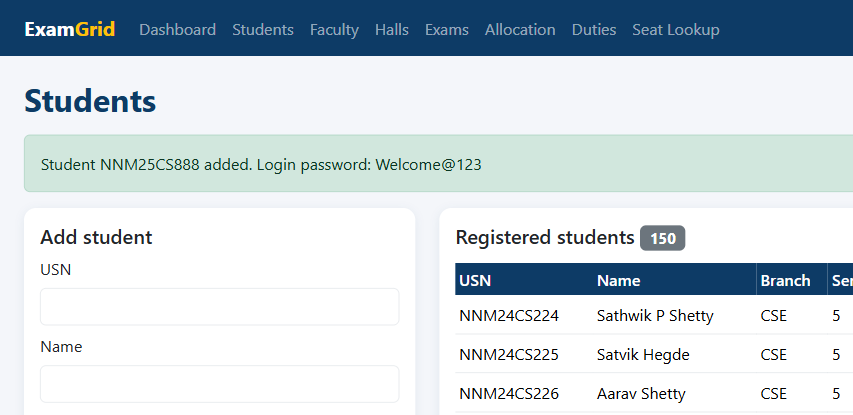 ExamGrid Dashboard Students Faculty Halls Exams Allocation Duties Seat Lookup
Students
Student NNM25CS888 added. Login password: Welcome@123
Add student
USN
Name
Registered students 150
USN Name Branch
NNM24CS224 Sathwik P Shetty CSE 5
NNM24CS225 Satvik Hegde CSE 5
NNM24CS226 Aarav Shetty CSE 5